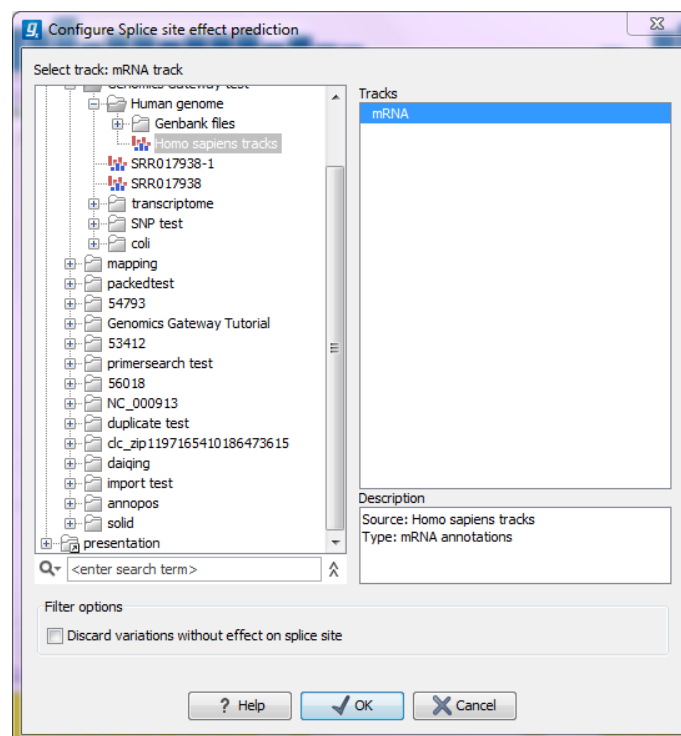 Configure Splice site effect prediction
Select track: mRNA track
Genomics Gateway test
Human genome
Genbank files
Homo sapiens tracks
SRR017938-1
SRR017938
transcriptome
SNP test
coli
mapping
packedtest
54793
Genomics Gateway Tutorial
53412
primersearch test
56018
NC_000913
duplicate test
clc_zip1197165410186473615
daiqing
import test
annopos
solid
presentation
<enter search term>
Tracks
mRNA
Description
Source: Homo sapiens tracks
Type: mRNA annotations
Filter options
Discard variations without effect on splice site
? Help
OK
Cancel